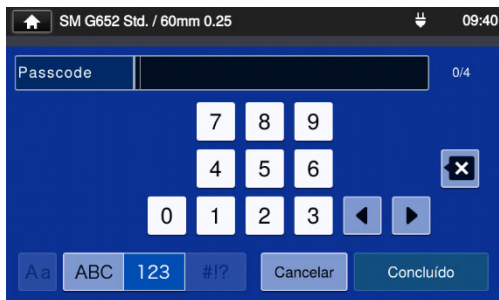 SM G652 Std. / 60mm 0.25 09:40
Passcode 0/4
7 8 9
4 5 6
0 1 2 3
Aa ABC 123 #!? Cancelar Concluído